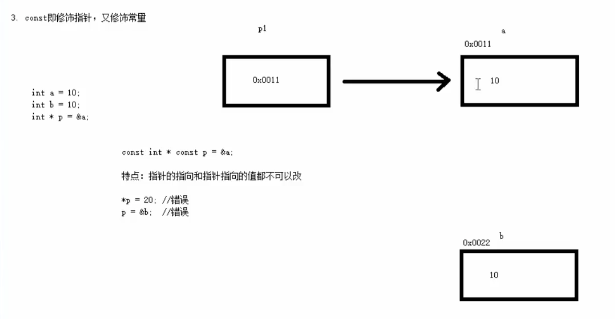 3. const即修饰指针，又修饰常量
p1
a
0x0011
0x0011
10
int a = 10;
int b = 10;
int * p = &a;
const int * const p = &a;
特点：指针的指向和指针指向的值都不可以改
*p = 20; //错误
p = &b; //错误
b
0x0022
10